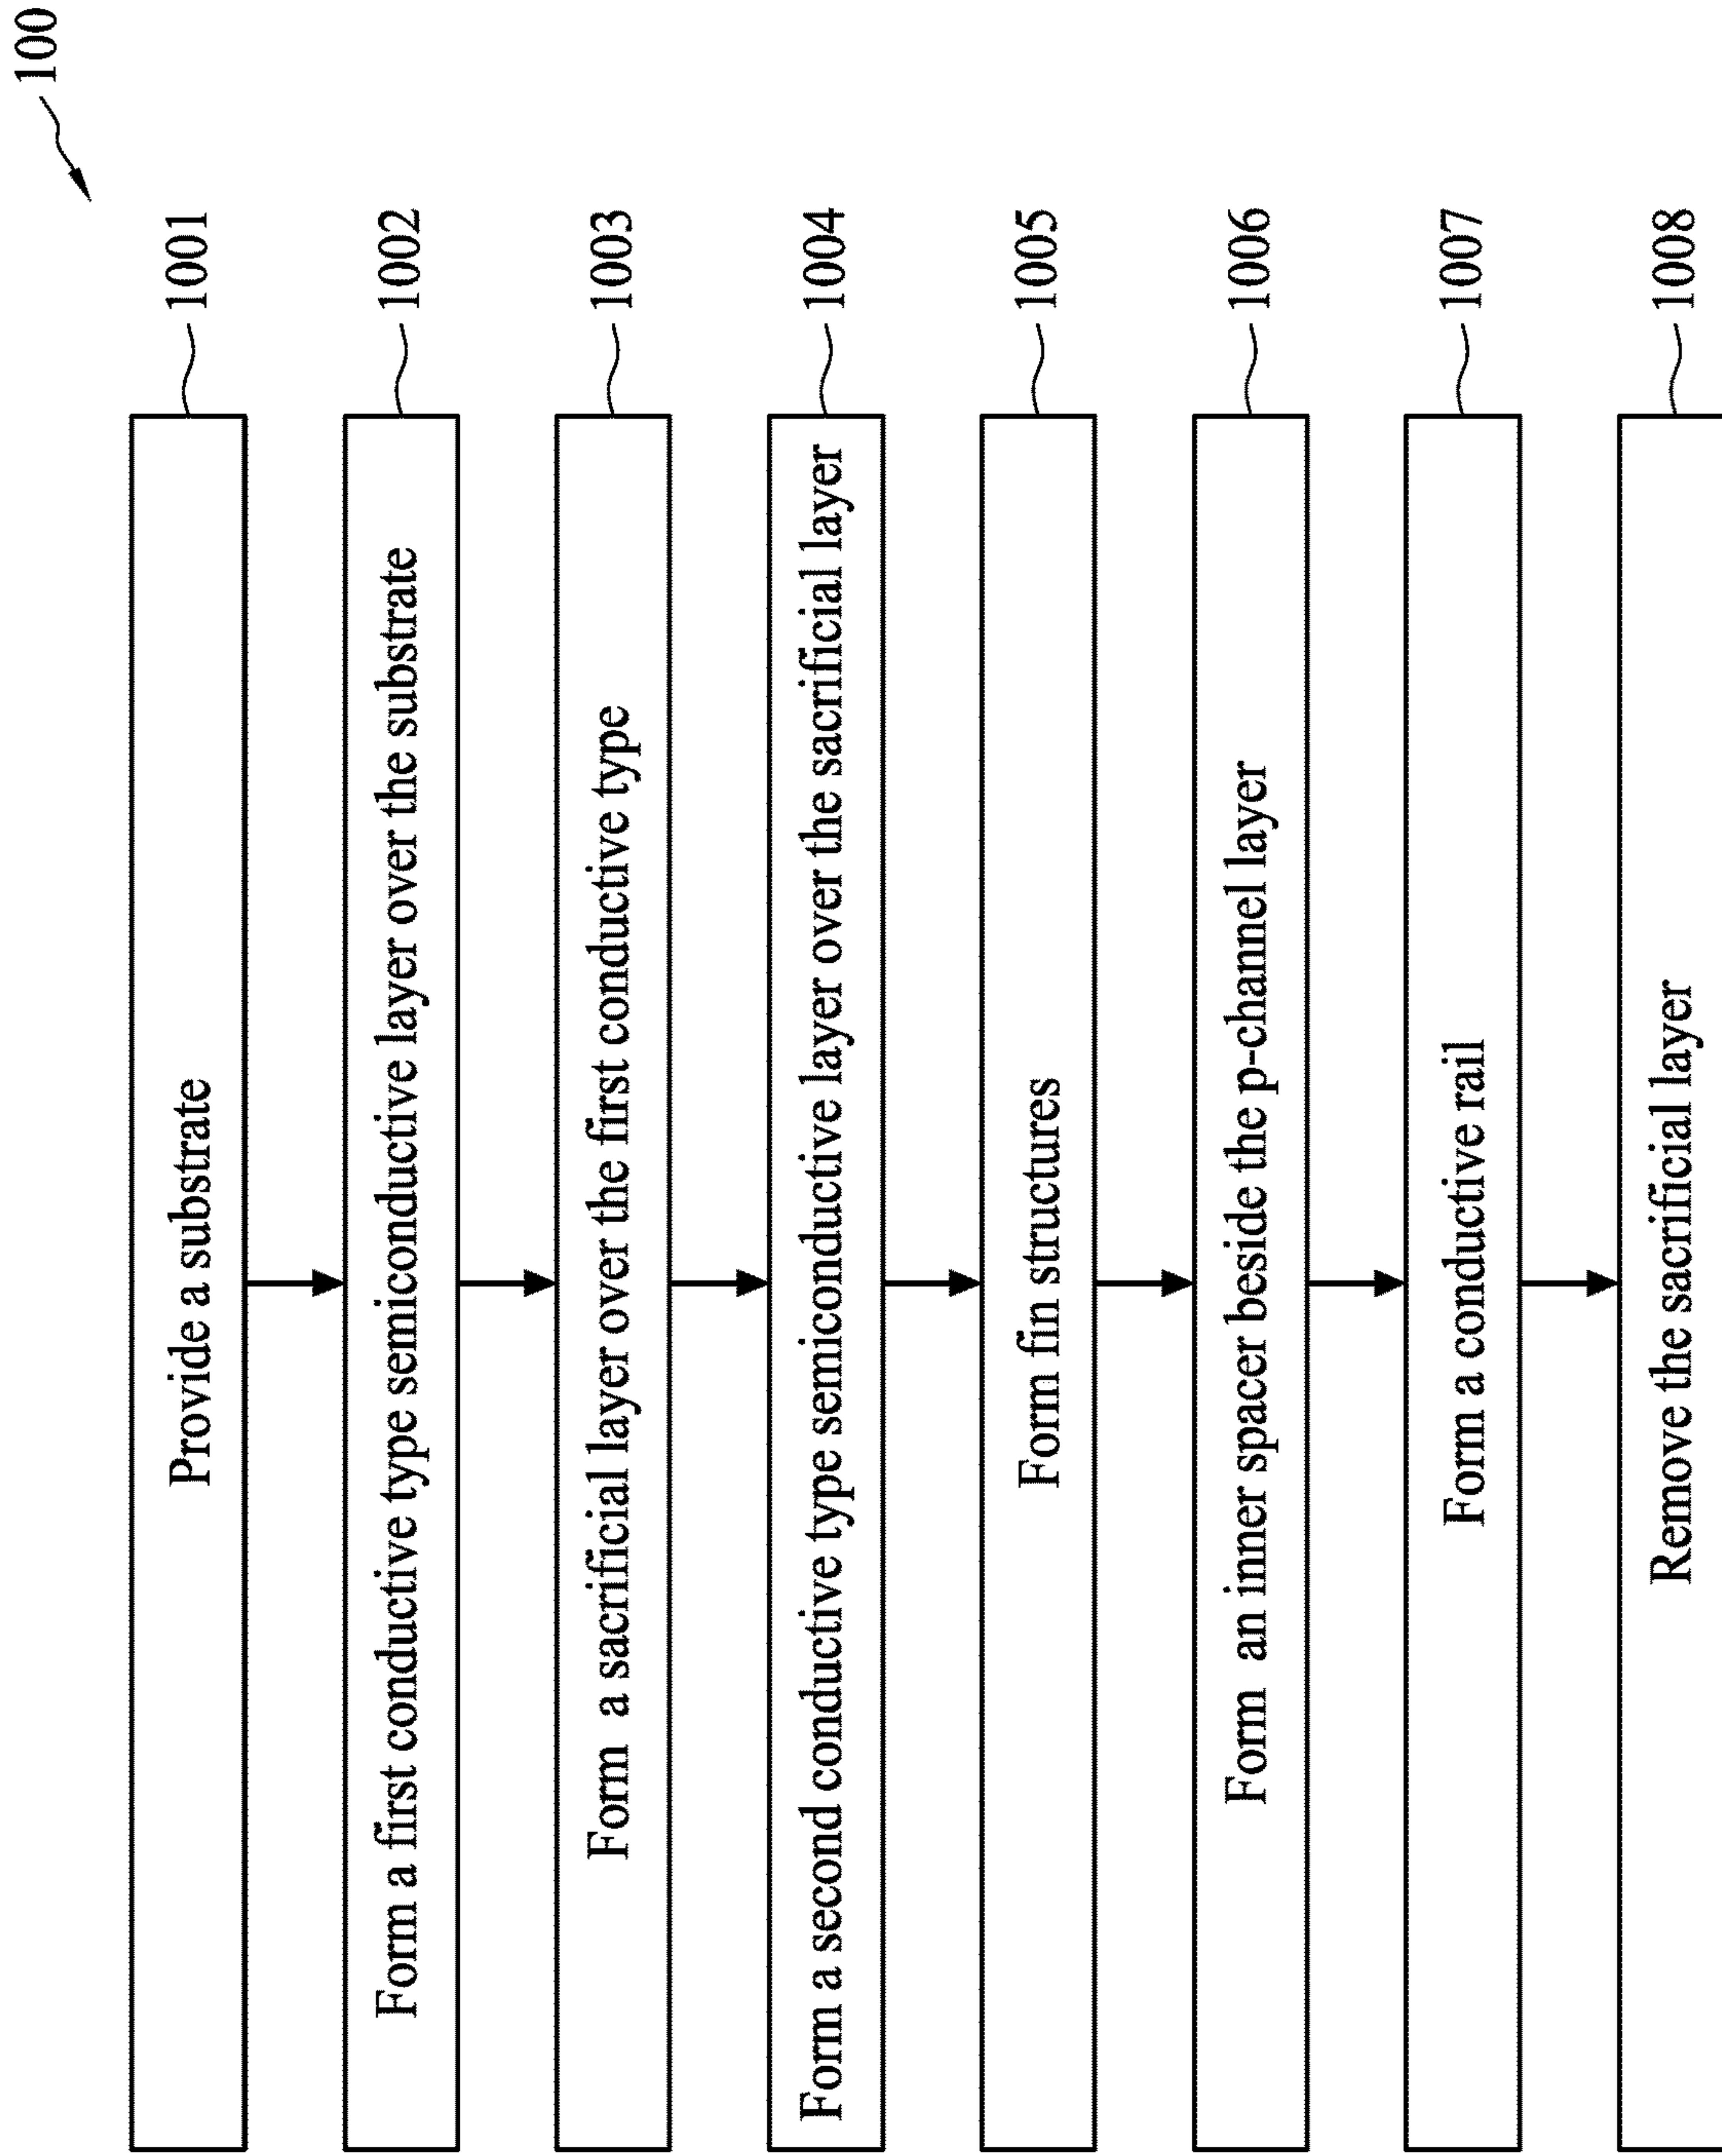 100
Provide a substrate
1001
Form a first conductive type semiconductive layer over the substrate
1002
Form a sacrificial layer over the first conductive type
1003
Form a second conductive type semiconductive layer over the sacrificial layer
1004
Form fin structures
1005
Form an inner spacer beside the p-channel layer
1006
Form a conductive rail
1007
Remove the sacrificial layer
1008